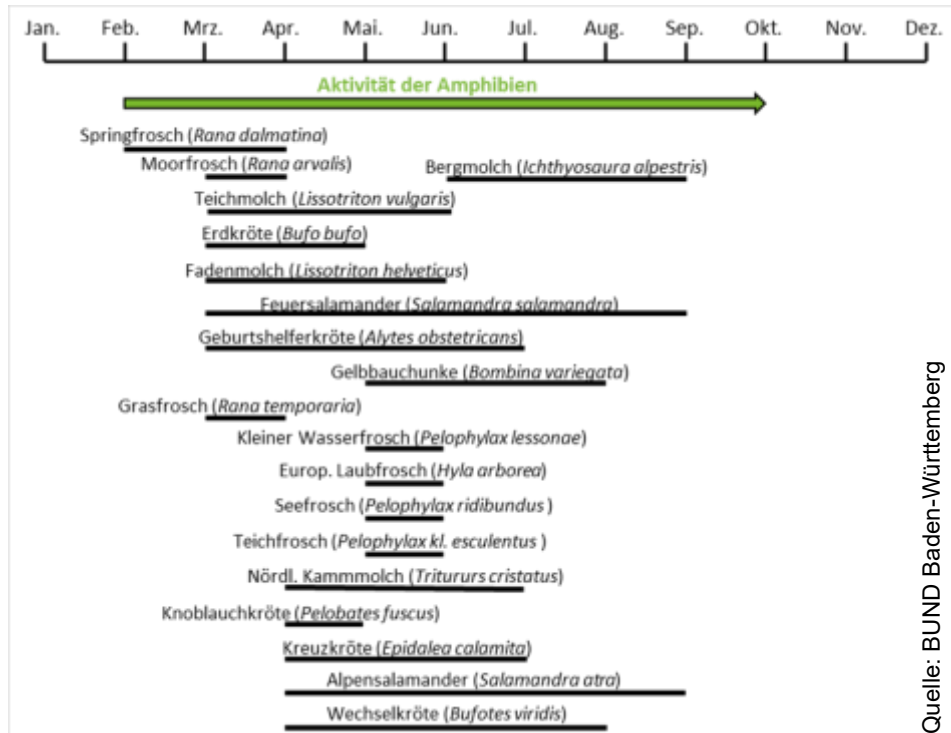 Jan. Feb. Mrz. Apr. Mai. Jun. Jul. Aug. Sep. Okt. Nov. Dez.
Aktivität der Amphibien
Springfrosch (Rana dalmatina)
Moorfrosch (Rana arvalis)
Bergmolch (Ichthyosaura alpestris)
Teichmolch (Lissotriton vulgaris)
Erdkröte (Bufo bufo)
Fadenmolch (Lissotriton helveticus)
Feuersalamander (Salamandra salamandra)
Geburtshelferkröte (Alytes obstetricans)
Gelbbauchunke (Bombina variegata)
Grasfrosch (Rana temporaria)
Kleiner Wasserfrosch (Pelophylax lessonae)
Europ. Laubfrosch (Hyla arborea)
Seefrosch (Pelophylax ridibundus )
Teichfrosch (Pelophylax kl. esculentus )
Nördl. Kammmolch (Triturus cristatus)
Knoblauchkröte (Pelobates fuscus)
Kreuzkröte (Epidalea calamita)
Alpensalamander (Salamandra atra)
Wechselkröte (Bufotes viridis)
Quelle: BUND Baden-Württemberg